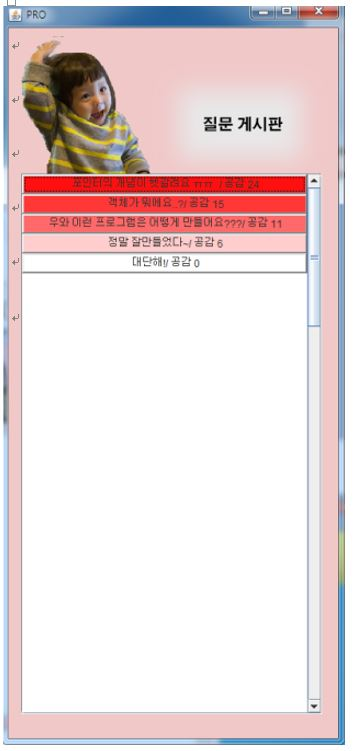 PRO
질문 게시판
포인터의 개념이 헷갈려요 ㅠㅠ / 공감 24
객체가 뭐에요..?/ 공감 15
우와 이런 프로그램은 어떻게 만들어요???/ 공감 11
정말 잘만들었다~/ 공감 6
대단해!/ 공감 0